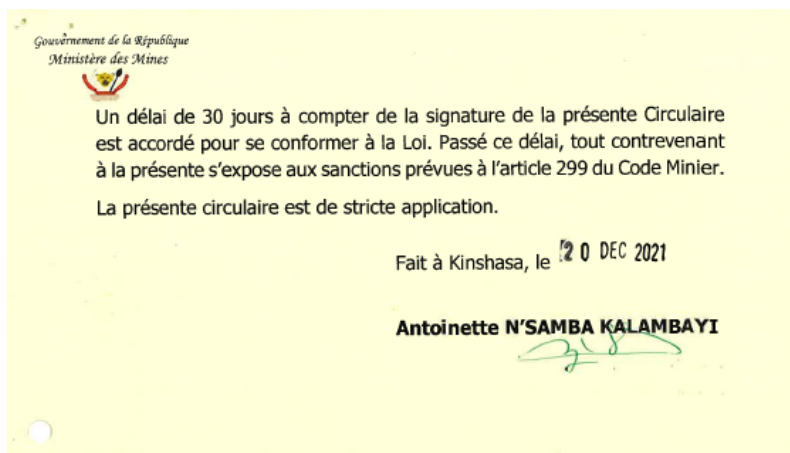 Gouvernement de la République
Ministère des Mines
Un délai de 30 jours à compter de la signature de la présente Circulaire
est accordé pour se conformer à la Loi. Passé ce délai, tout contrevenant
à la présente s'expose aux sanctions prévues à l'article 299 du Code Minier.
La présente circulaire est de stricte application.
Fait à Kinshasa, le 20 DEC 2021
Antoinette N'SAMBA KALAMBAYI